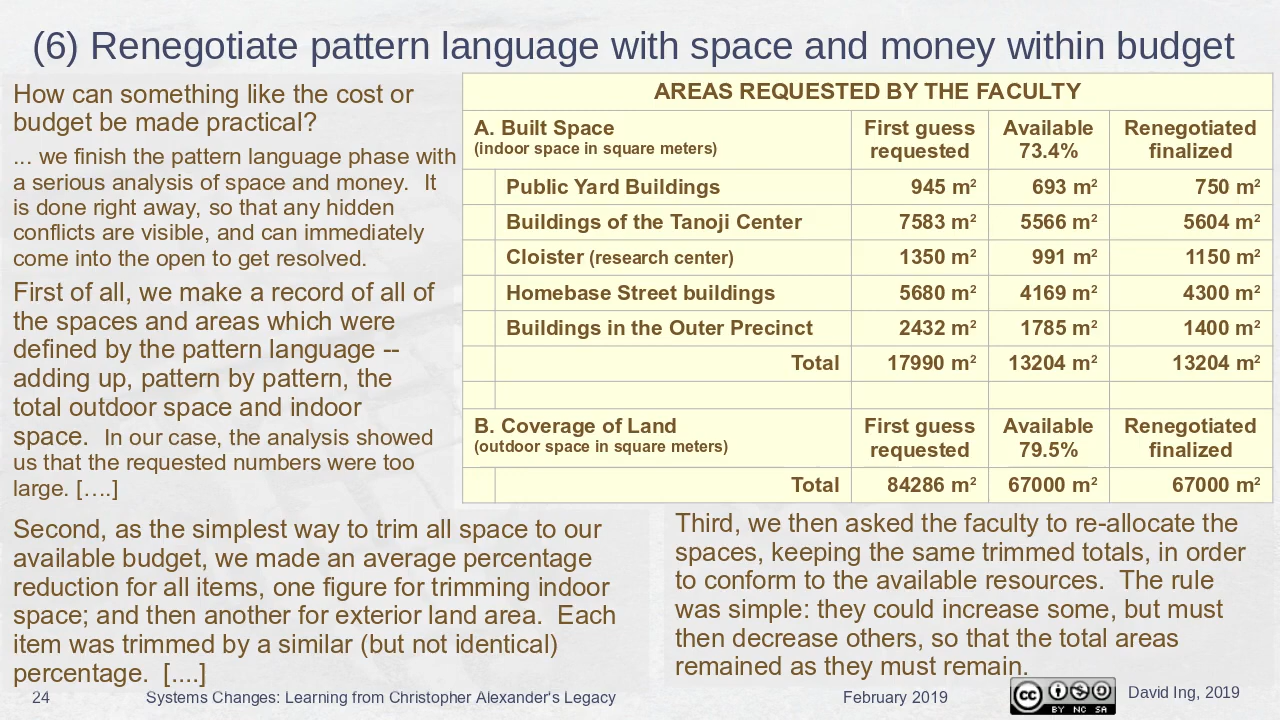 (6) Renegotiate pattern language with space and money within budget
How can something like the cost or
budget be made practical?
... we finish the pattern language phase with
a serious analysis of space and money.  It
is done right away, so that any hidden
conflicts are visible, and can immediately
come into the open to get resolved.
First of all, we make a record of all of
the spaces and areas which were
defined by the pattern language --
adding up, pattern by pattern, the
total outdoor space and indoor
space.  In our case, the analysis showed
us that the requested numbers were too
large. [….]
AREAS REQUESTED BY THE FACULTY
A. Built Space
(indoor space in square meters)
First guess
requested
Available
73.4%
Renegotiated
finalized
Public Yard Buildings 945 m² 693 m² 750 m²
Buildings of the Tanoji Center 7583 m² 5566 m² 5604 m²
Cloister (research center) 1350 m² 991 m² 1150 m²
Homebase Street buildings 5680 m² 4169 m² 4300 m²
Buildings in the Outer Precinct 2432 m² 1785 m² 1400 m²
Total 17990 m² 13204 m² 13204 m²
B. Coverage of Land
(outdoor space in square meters)
First guess
requested
Available
79.5%
Renegotiated
finalized
Total 84286 m² 67000 m² 67000 m²
Second, as the simplest way to trim all space to our
available budget, we made an average percentage
reduction for all items, one figure for trimming indoor
space; and then another for exterior land area.  Each
item was trimmed by a similar (but not identical)
percentage.  [....]
Third, we then asked the faculty to re-allocate the
spaces, keeping the same trimmed totals, in order
to conform to the available resources.  The rule
was simple: they could increase some, but must
then decrease others, so that the total areas
remained as they must remain.
24
Systems Changes: Learning from Christopher Alexander's Legacy
February 2019
cc
BY NC SA
David Ing, 2019